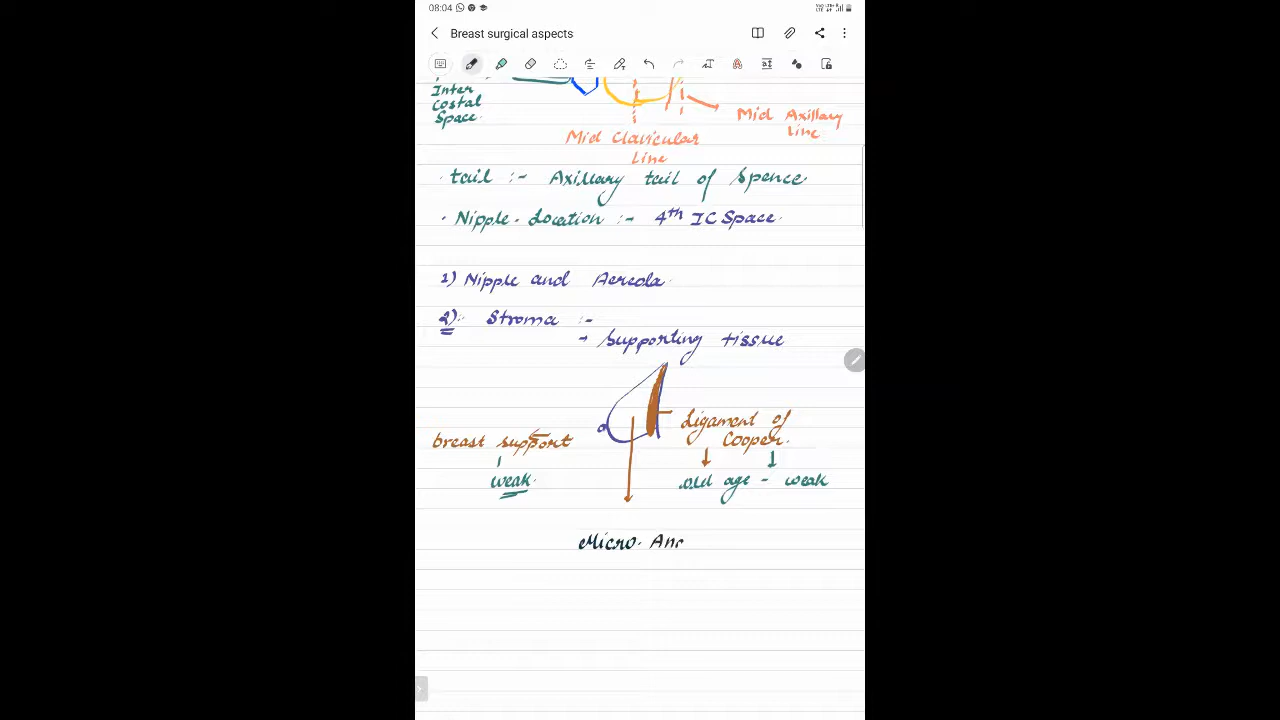 08:04
Breast surgical aspects
Inter
Costal
Space.
Mid Axillary
Line
Mid Clavicular
Line
. tail :- Axillary tail of Spence
. Nipple - Location :- 4th IC Space.
1) Nipple and Aereola.
2):- Stroma :-
→ Supporting tissue
Ligament of
Cooper.
breast support
weak.
old age - weak
Micro. An